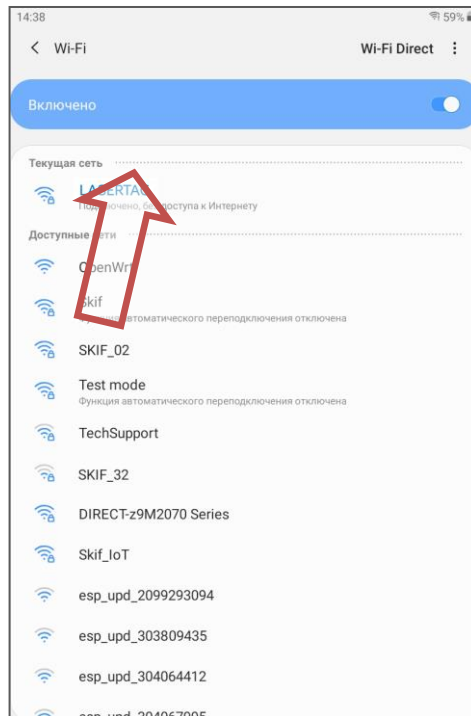 14:38 59%
Wi-Fi Wi-Fi Direct
Включено
Текущая сеть
LASERTAG
Подключено, без доступа к Интернету
Доступные сети
OpenWrt
Skif
Функция автоматического переподключения отключена
SKIF_02
Test mode
Функция автоматического переподключения отключена
TechSupport
SKIF_32
DIRECT-z9M2070 Series
Skif_IoT
esp_upd_2099293094
esp_upd_303809435
esp_upd_304064412